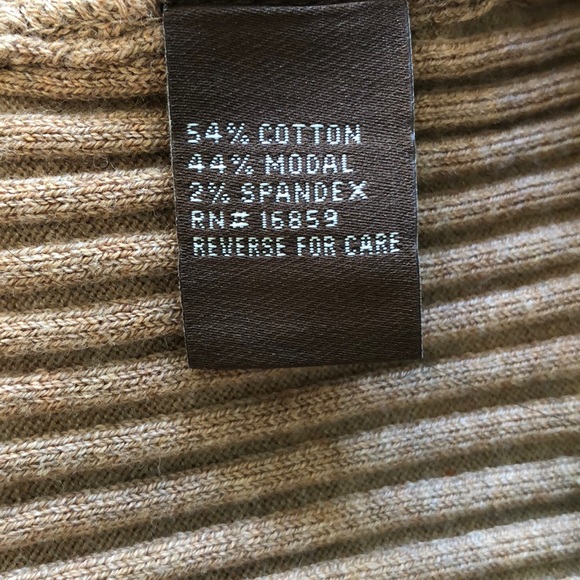 54% COTTON
44% MODAL
2% SPANDEX
RN# 16859
REVERSE FOR CARE